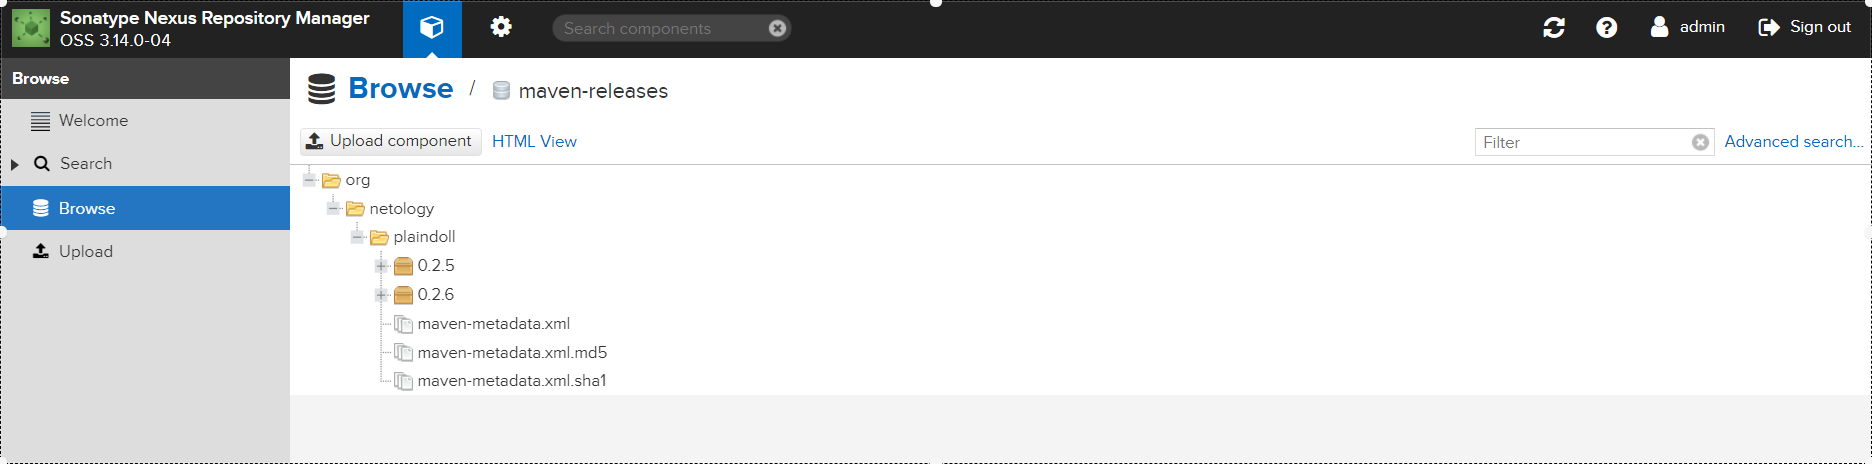 Sonatype Nexus Repository Manager
OSS 3.14.0-04
Search components
admin
Sign out
Browse
Welcome
Search
Browse
Upload
Browse / maven-releases
Upload component
HTML View
Filter
Advanced search...
org
netology
plaindoll
0.2.5
0.2.6
maven-metadata.xml
maven-metadata.xml.md5
maven-metadata.xml.sha1